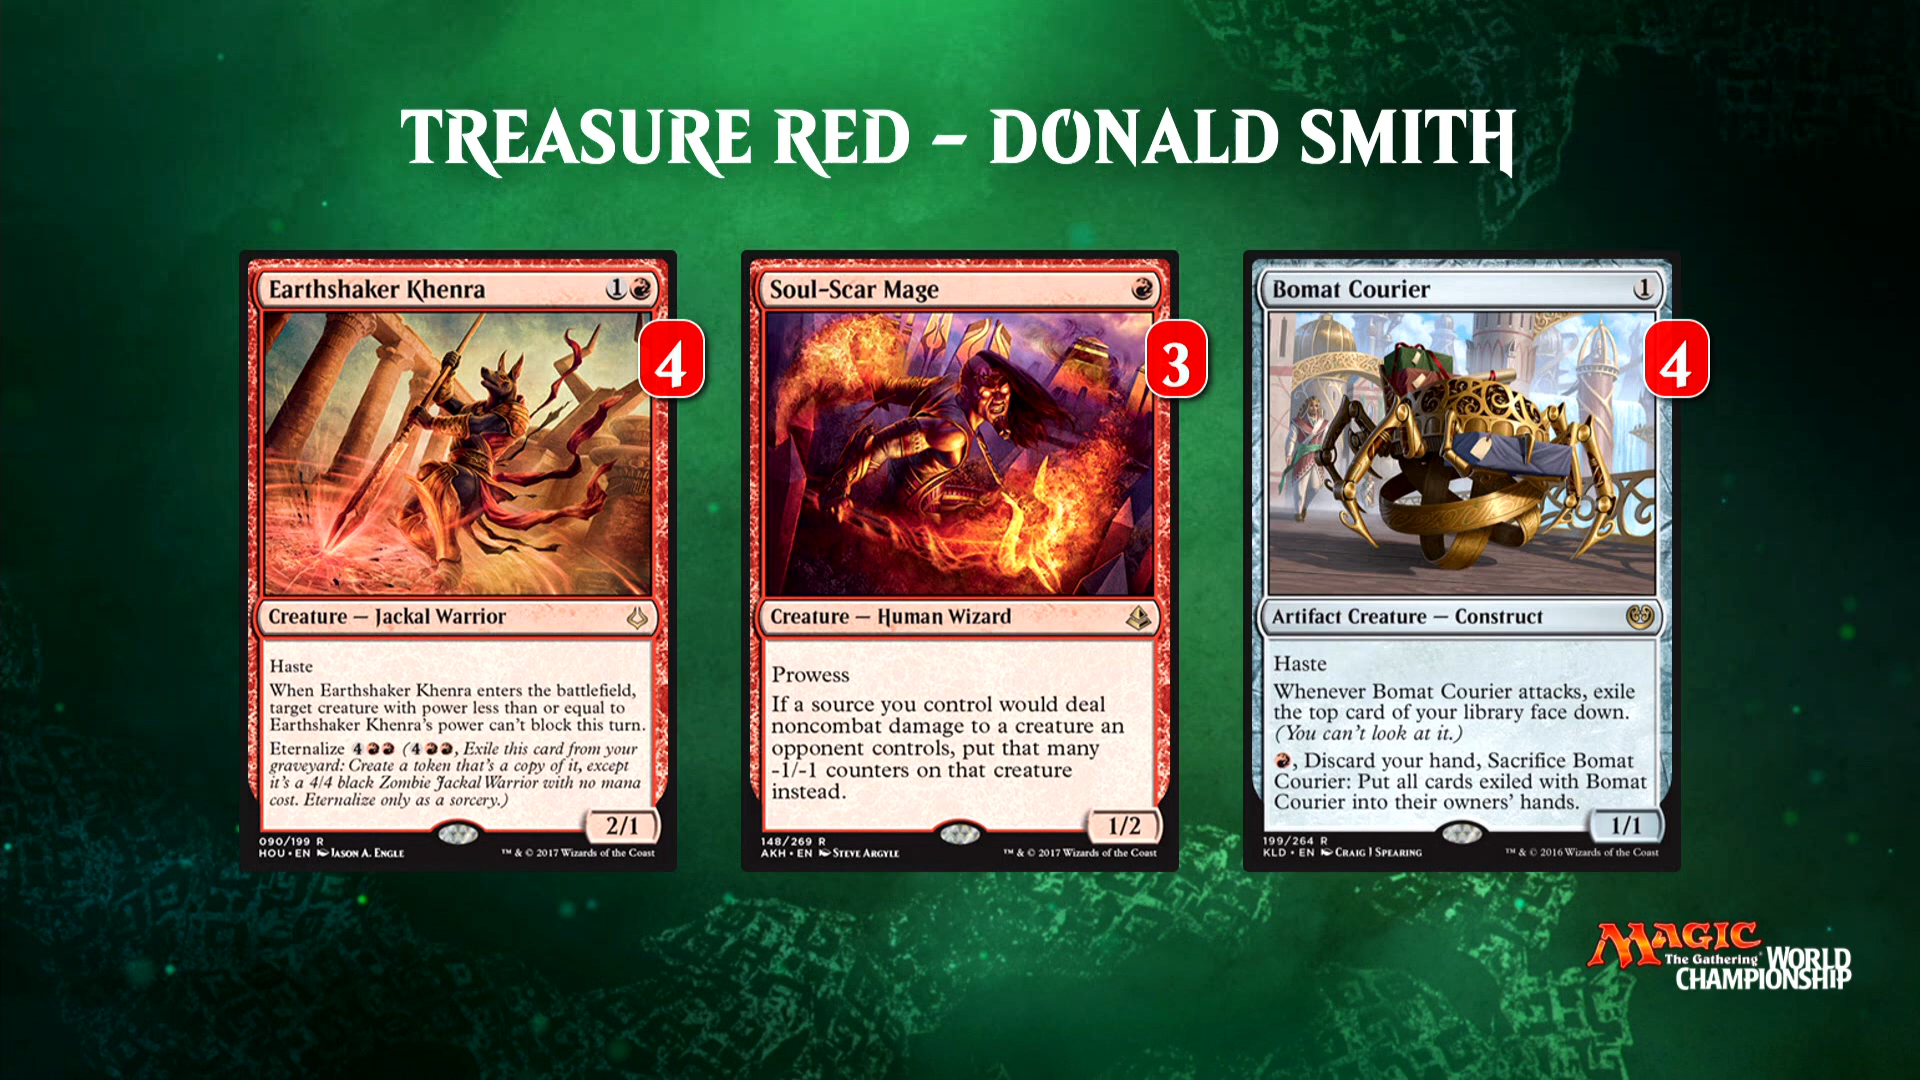 TREASURE RED – DONALD SMITH
Earthshaker Khenra 1
4
Creature — Jackal Warrior
Haste
When Earthshaker Khenra enters the battlefield,
target creature with power less than or equal to
Earthshaker Khenra's power can't block this turn.
Eternalize 4 (4, Exile this card from your
graveyard: Create a token that's a copy of it, except
it's a 4/4 black Zombie Jackal Warrior with no mana
cost. Eternalize only as a sorcery.)
2/1
090/199 R
HOU • EN JASON A. ENGLE
™ & © 2017 Wizards of the Coast
Soul-Scar Mage
3
Creature — Human Wizard
Prowess
If a source you control would deal
noncombat damage to a creature an
opponent controls, put that many
-1/-1 counters on that creature
instead.
1/2
148/269 R
AKH • EN STEVE ARGYLE
™ & © 2017 Wizards of the Coast
Bomat Courier 1
4
Artifact Creature — Construct
Haste
Whenever Bomat Courier attacks, exile
the top card of your library face down.
(You can't look at it.)
, Discard your hand, Sacrifice Bomat
Courier: Put all cards exiled with Bomat
Courier into their owners' hands.
1/1
199/264 R
KLD • EN CRAIG J SPEARING
™ & © 2016 Wizards of the Coast
MAGIC
The Gathering® WORLD
CHAMPIONSHIP